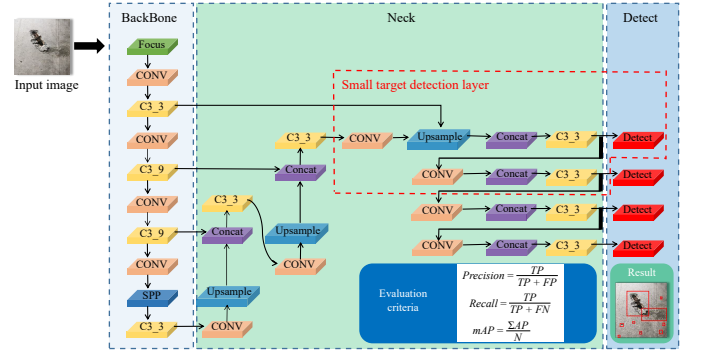 BackBone
Neck
Detect
Input image
Focus
CONV
C3_3
CONV
C3_9
CONV
C3_9
CONV
SPP
C3_3
CONV
Upsample
Concat
C3_3
CONV
Upsample
Concat
C3_3
Small target detection layer
CONV
Upsample
Concat
C3_3
Detect
CONV
Concat
C3_3
Detect
CONV
Concat
C3_3
Detect
CONV
Concat
C3_3
Detect
Evaluation
criteria
Precision = TP / TP + FP
Recall = TP / TP + FN
mAP = ΣAP / N
Result